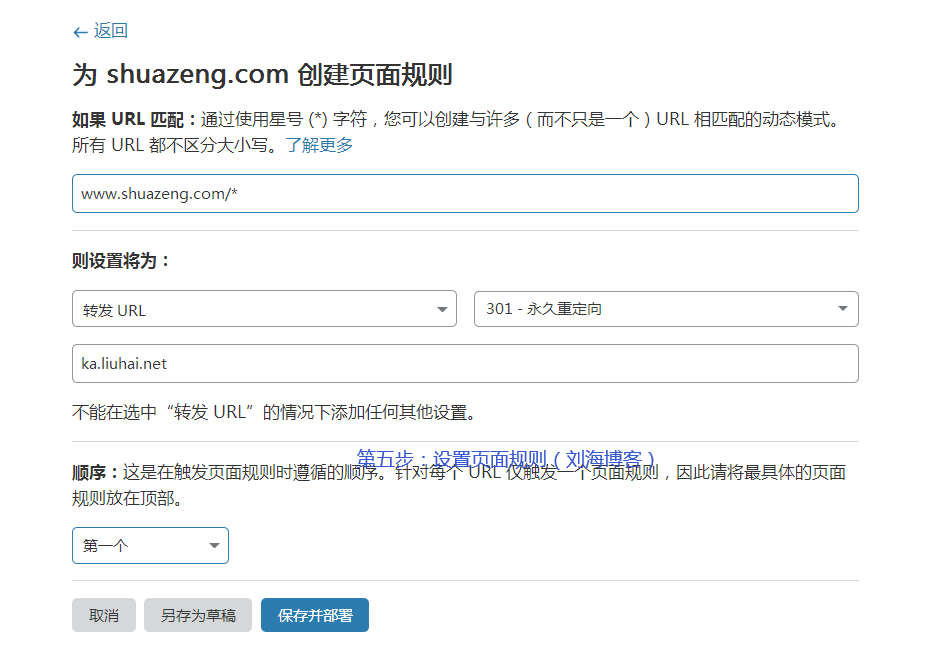 ← 返回
为 shuazeng.com 创建页面规则
如果 URL 匹配：通过使用星号 (*) 字符，您可以创建与许多（而不只是一个）URL 相匹配的动态模式。
所有 URL 都不区分大小写。了解更多
www.shuazeng.com/*
则设置将为：
转发 URL
301 - 永久重定向
ka.liuhai.net
不能在选中“转发 URL”的情况下添加任何其他设置。
第五步：设置页面规则（刘海博客）
顺序：这是在触发页面规则时遵循的顺序。针对每个 URL 仅触发一个页面规则，因此请将最具体的页面
规则放在顶部。
第一个
取消
另存为草稿
保存并部署